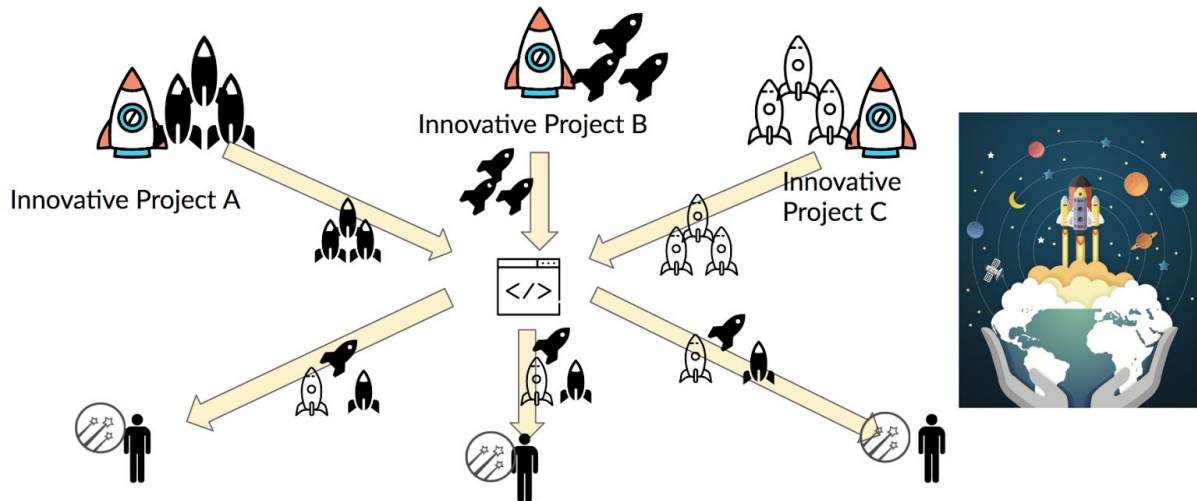 Innovative Project B
Innovative Project A
Innovative
Project C
</>